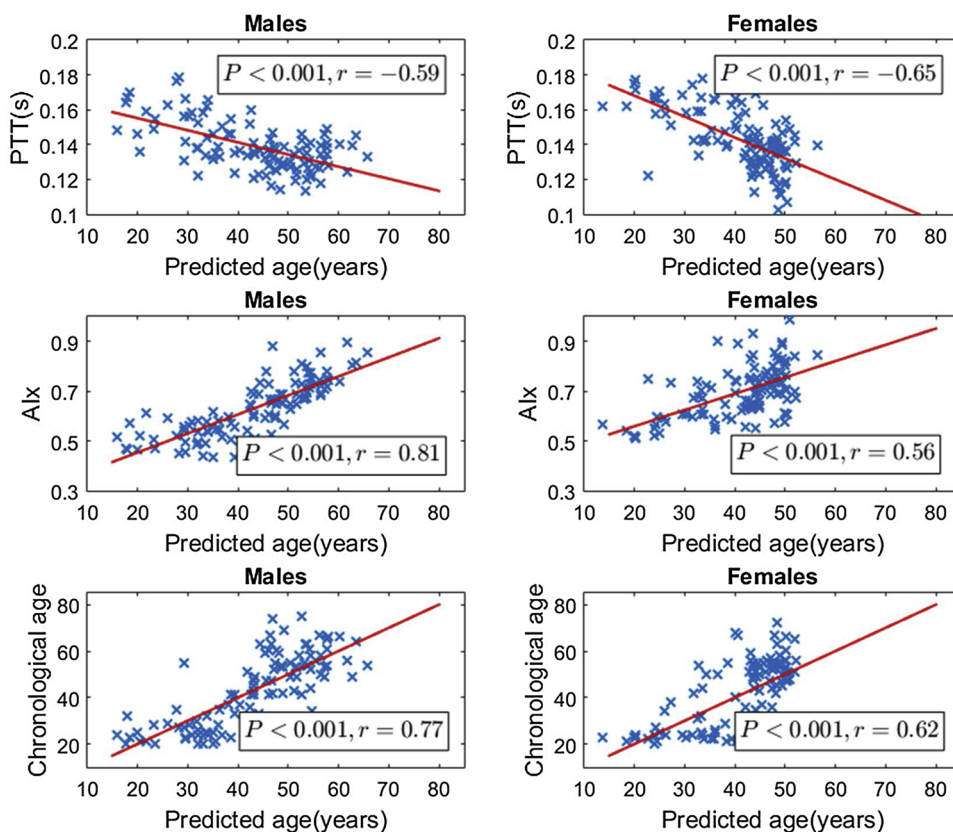 Males
0.2
0.18
0.16
0.14
0.12
0.1
PTT(s)
P < 0.001, r = −0.59
10 20 30 40 50 60 70 80
Predicted age(years)
Females
0.2
0.18
0.16
0.14
0.12
0.1
PTT(s)
P < 0.001, r = −0.65
10 20 30 40 50 60 70 80
Predicted age(years)
Males
0.9
0.7
0.5
0.3
AIx
P < 0.001, r = 0.81
10 20 30 40 50 60 70 80
Predicted age(years)
Females
0.9
0.7
0.5
0.3
AIx
P < 0.001, r = 0.56
10 20 30 40 50 60 70 80
Predicted age(years)
Males
80
60
40
20
Chronological age
P < 0.001, r = 0.77
10 20 30 40 50 60 70 80
Predicted age(years)
Females
80
60
40
20
Chronological age
P < 0.001, r = 0.62
10 20 30 40 50 60 70 80
Predicted age(years)